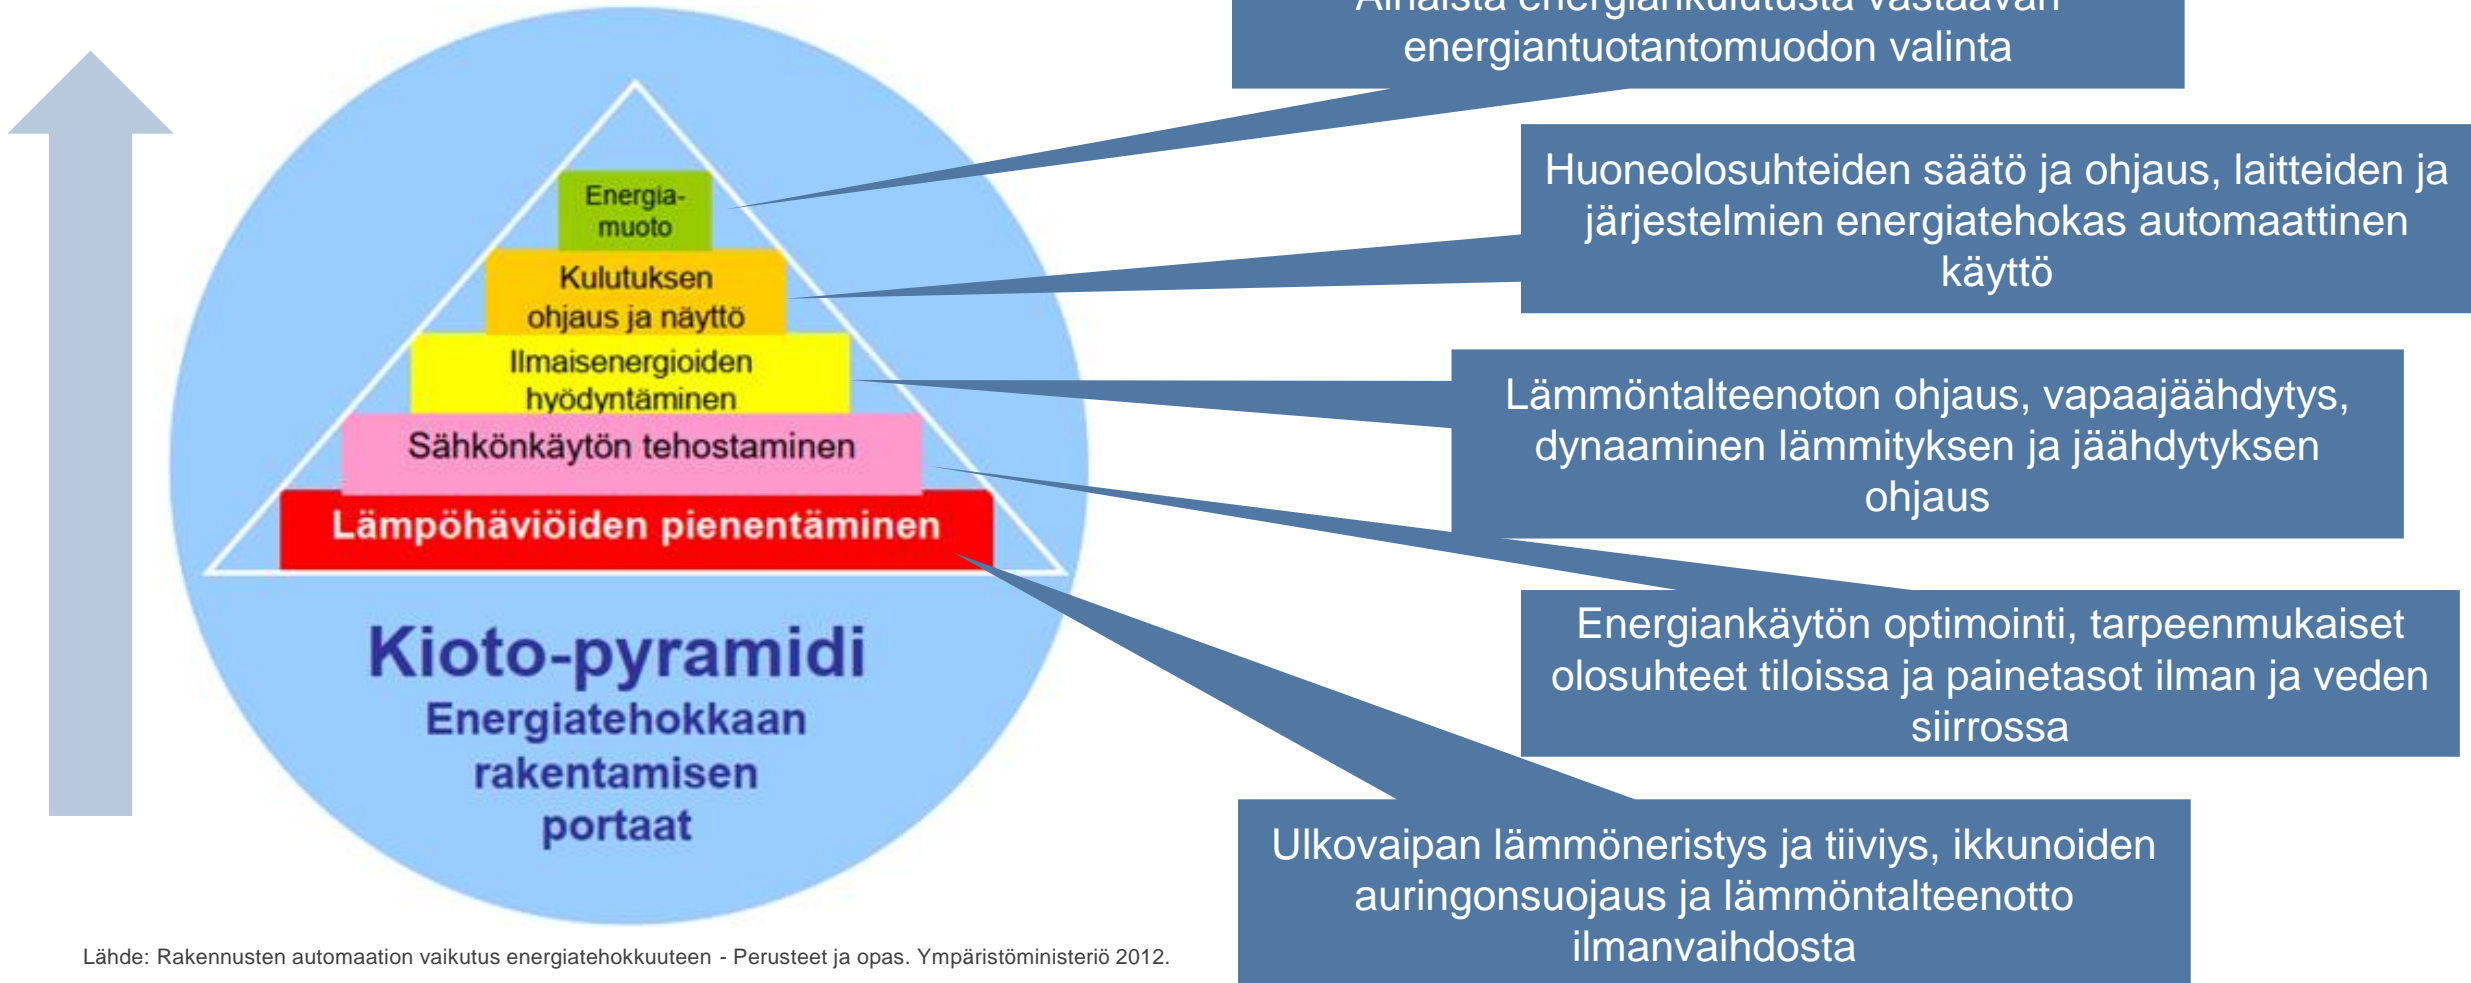 energiankulutusta vastaavan
energiantuotantomuodon valinta
Huoneolosuhteiden säätö ja ohjaus, laitteiden ja
järjestelmien energiatehokas automaattinen
käyttö
Energia-
muoto
Kulutuksen
ohjaus ja näyttö
Ilmaisenergioiden
hyödyntäminen
Sähkönkäytön tehostaminen
Lämpöhäviöiden pienentäminen
Lämmöntalteenoton ohjaus, vapaajäähdytys,
dynaaminen lämmityksen ja jäähdytyksen
ohjaus
Energiankäytön optimointi, tarpeenmukaiset
olosuhteet tiloissa ja painetasot ilman ja veden
siirrossa
Kioto-pyramidi
Energiatehokkaan
rakentamisen
portaat
Ulkovaipan lämmöneristys ja tiiviys, ikkunoiden
auringonsuojaus ja lämmöntalteenotto
ilmanvaihdosta
Lähde: Rakennusten automaation vaikutus energiatehokkuuteen - Perusteet ja opas. Ympäristöministeriö 2012.